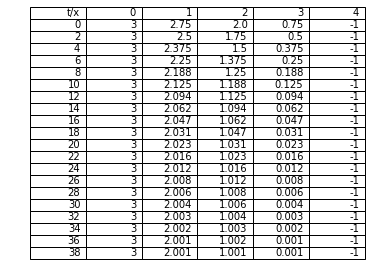 t/x 0 1 2 3 4
0 3 2.75 2.0 0.75 -1
2 3 2.5 1.75 0.5 -1
4 3 2.375 1.5 0.375 -1
6 3 2.25 1.375 0.25 -1
8 3 2.188 1.25 0.188 -1
10 3 2.125 1.188 0.125 -1
12 3 2.094 1.125 0.094 -1
14 3 2.062 1.094 0.062 -1
16 3 2.047 1.062 0.047 -1
18 3 2.031 1.047 0.031 -1
20 3 2.023 1.031 0.023 -1
22 3 2.016 1.023 0.016 -1
24 3 2.012 1.016 0.012 -1
26 3 2.008 1.012 0.008 -1
28 3 2.006 1.008 0.006 -1
30 3 2.004 1.006 0.004 -1
32 3 2.003 1.004 0.003 -1
34 3 2.002 1.003 0.002 -1
36 3 2.001 1.002 0.001 -1
38 3 2.001 1.001 0.001 -1